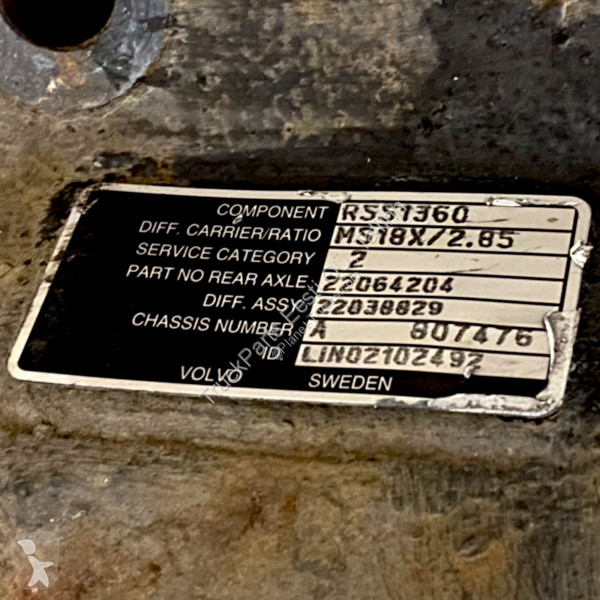 COMPONENT RSS1360
DIFF. CARRIER/RATIO MS18X/2.85
SERVICE CATEGORY 2
PART NO REAR AXLE. 22064204
DIFF. ASSY. 22038829
CHASSIS NUMBER A 807476
ID. LIN02102492
VOLVO SWEDEN